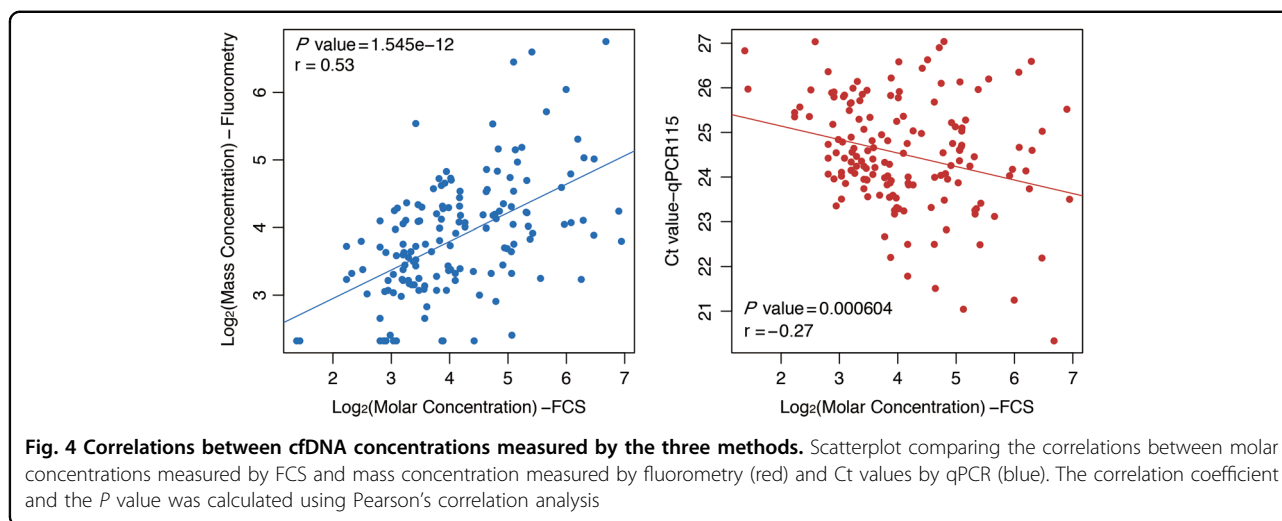 P value=1.545e−12
r = 0.53
Log₂(Mass Concentration) – Fluorometry
6
5
4
3
2 3 4 5 6 7
Log₂(Molar Concentration) –FCS
27
26
25
24
23
22
21
Ct value–qPCR115
P value=0.000604
r=−0.27
2 3 4 5 6 7
Log₂(Molar Concentration) –FCS
Fig. 4 Correlations between cfDNA concentrations measured by the three methods. Scatterplot comparing the correlations between molar
concentrations measured by FCS and mass concentration measured by fluorometry (red) and Ct values by qPCR (blue). The correlation coefficient
and the P value was calculated using Pearson's correlation analysis